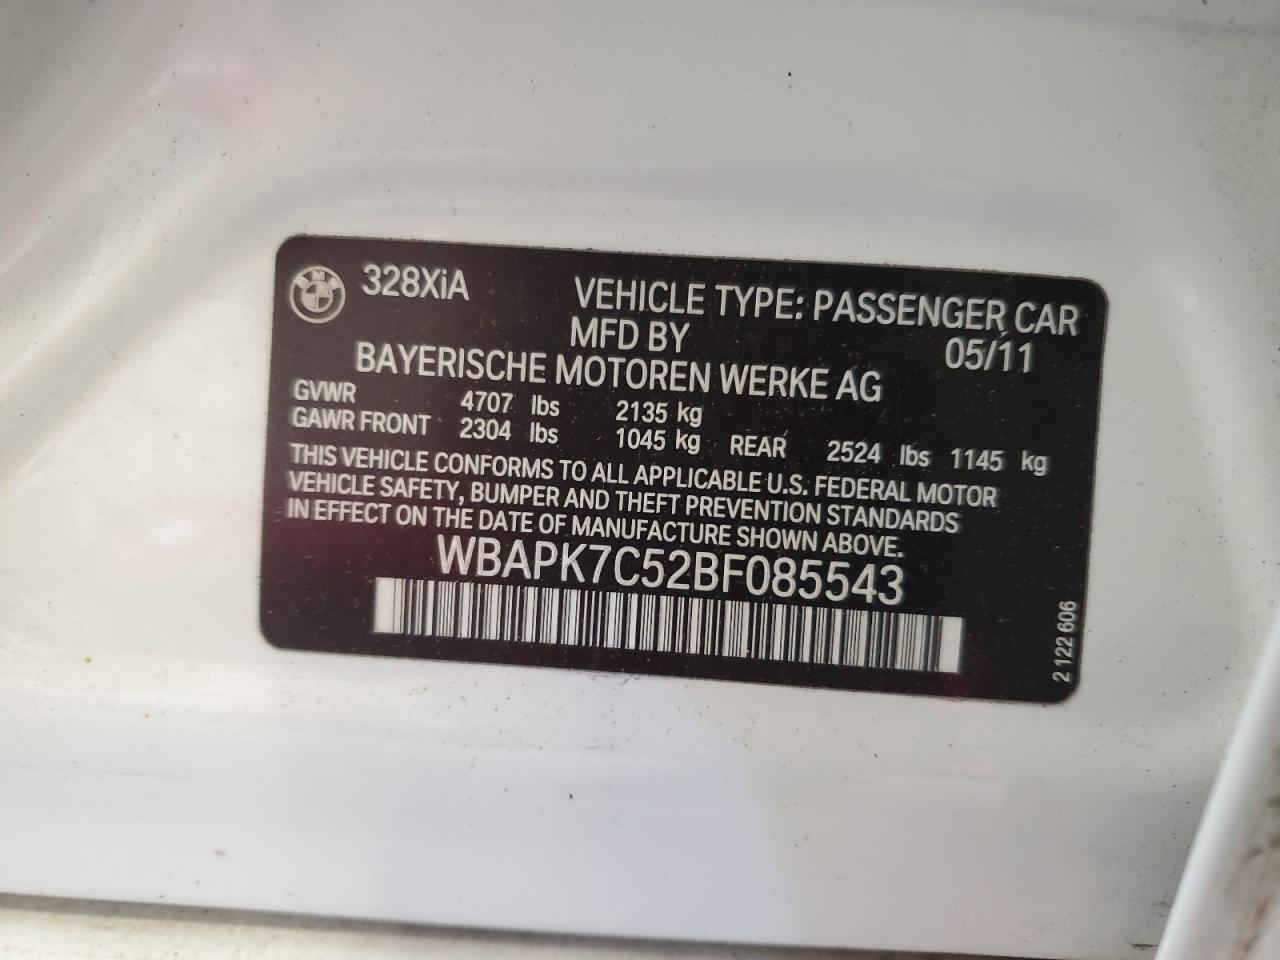 328XiA VEHICLE TYPE: PASSENGER CAR
MFD BY 05/11
BAYERISCHE MOTOREN WERKE AG
GVWR 4707 lbs 2135 kg
GAWR FRONT 2304 lbs 1045 kg REAR 2524 lbs 1145 kg
THIS VEHICLE CONFORMS TO ALL APPLICABLE U.S. FEDERAL MOTOR
VEHICLE SAFETY, BUMPER AND THEFT PREVENTION STANDARDS
IN EFFECT ON THE DATE OF MANUFACTURE SHOWN ABOVE.
WBAPK7C52BF085543
2 122 606